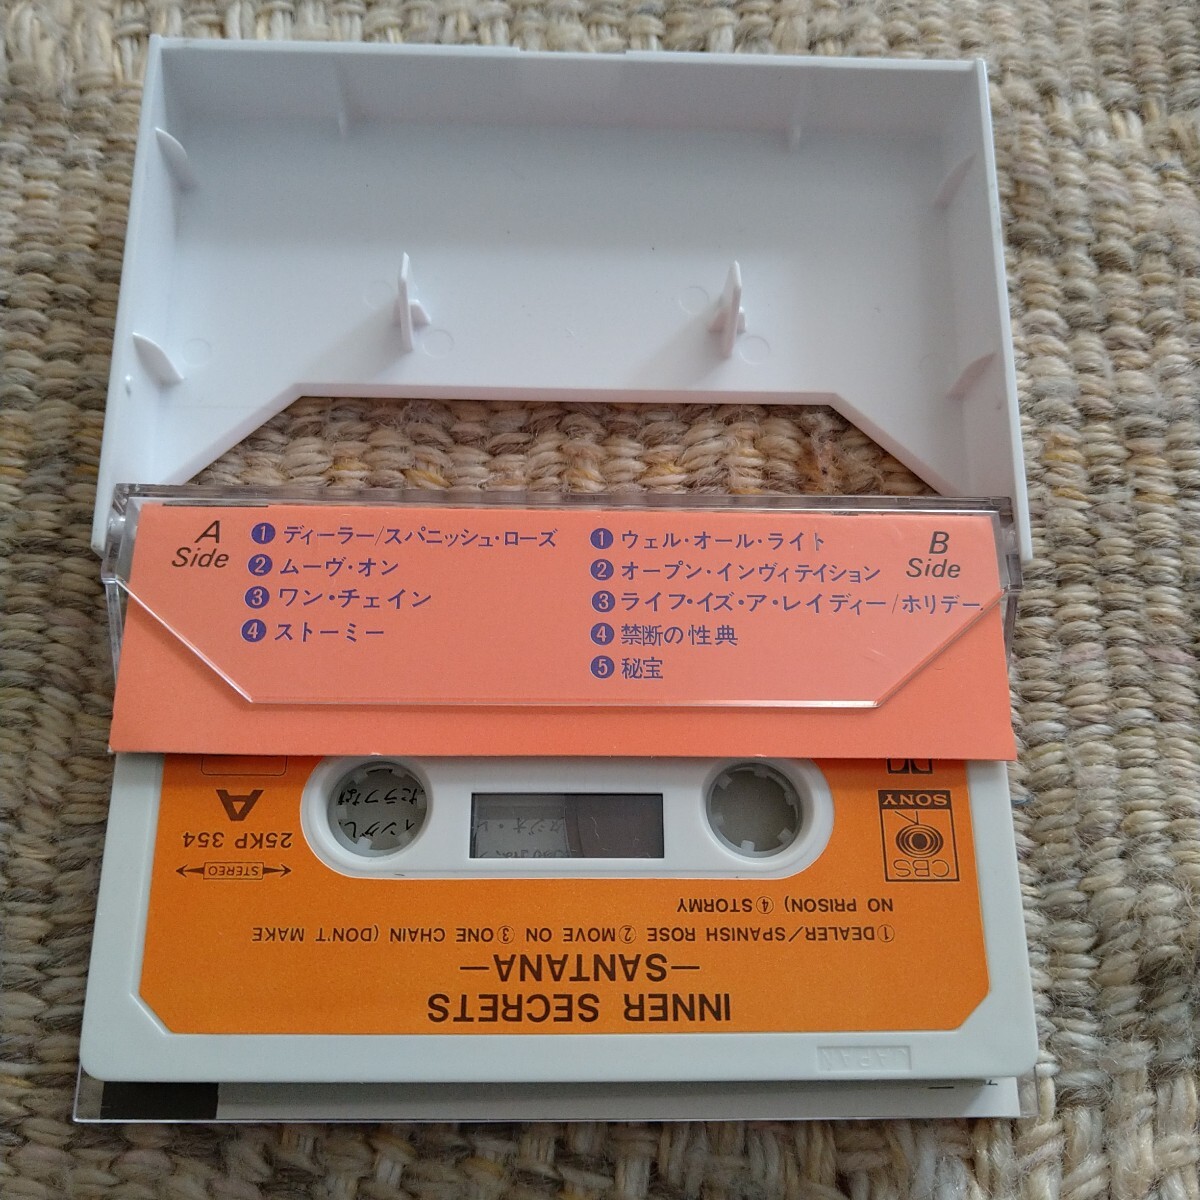 A Side
❶ディーラー/スパニッシュ・ローズ
❷ムーヴ・オン
❸ワン・チェイン
❹ストーミー
B Side
❶ウェル・オール・ライト
❷オープン・インヴィテイション
❸ライフ・イズ・ア・レイディー/ホリデー
❹禁断の性典
❺秘宝
INNER SECRETS
—SANTANA—
①DEALER/SPANISH ROSE ②MOVE ON ③ONE CHAIN (DON'T MAKE
NO PRISON) ④STORMY
CBS
SONY
STEREO
25KP 354
A
JAPAN